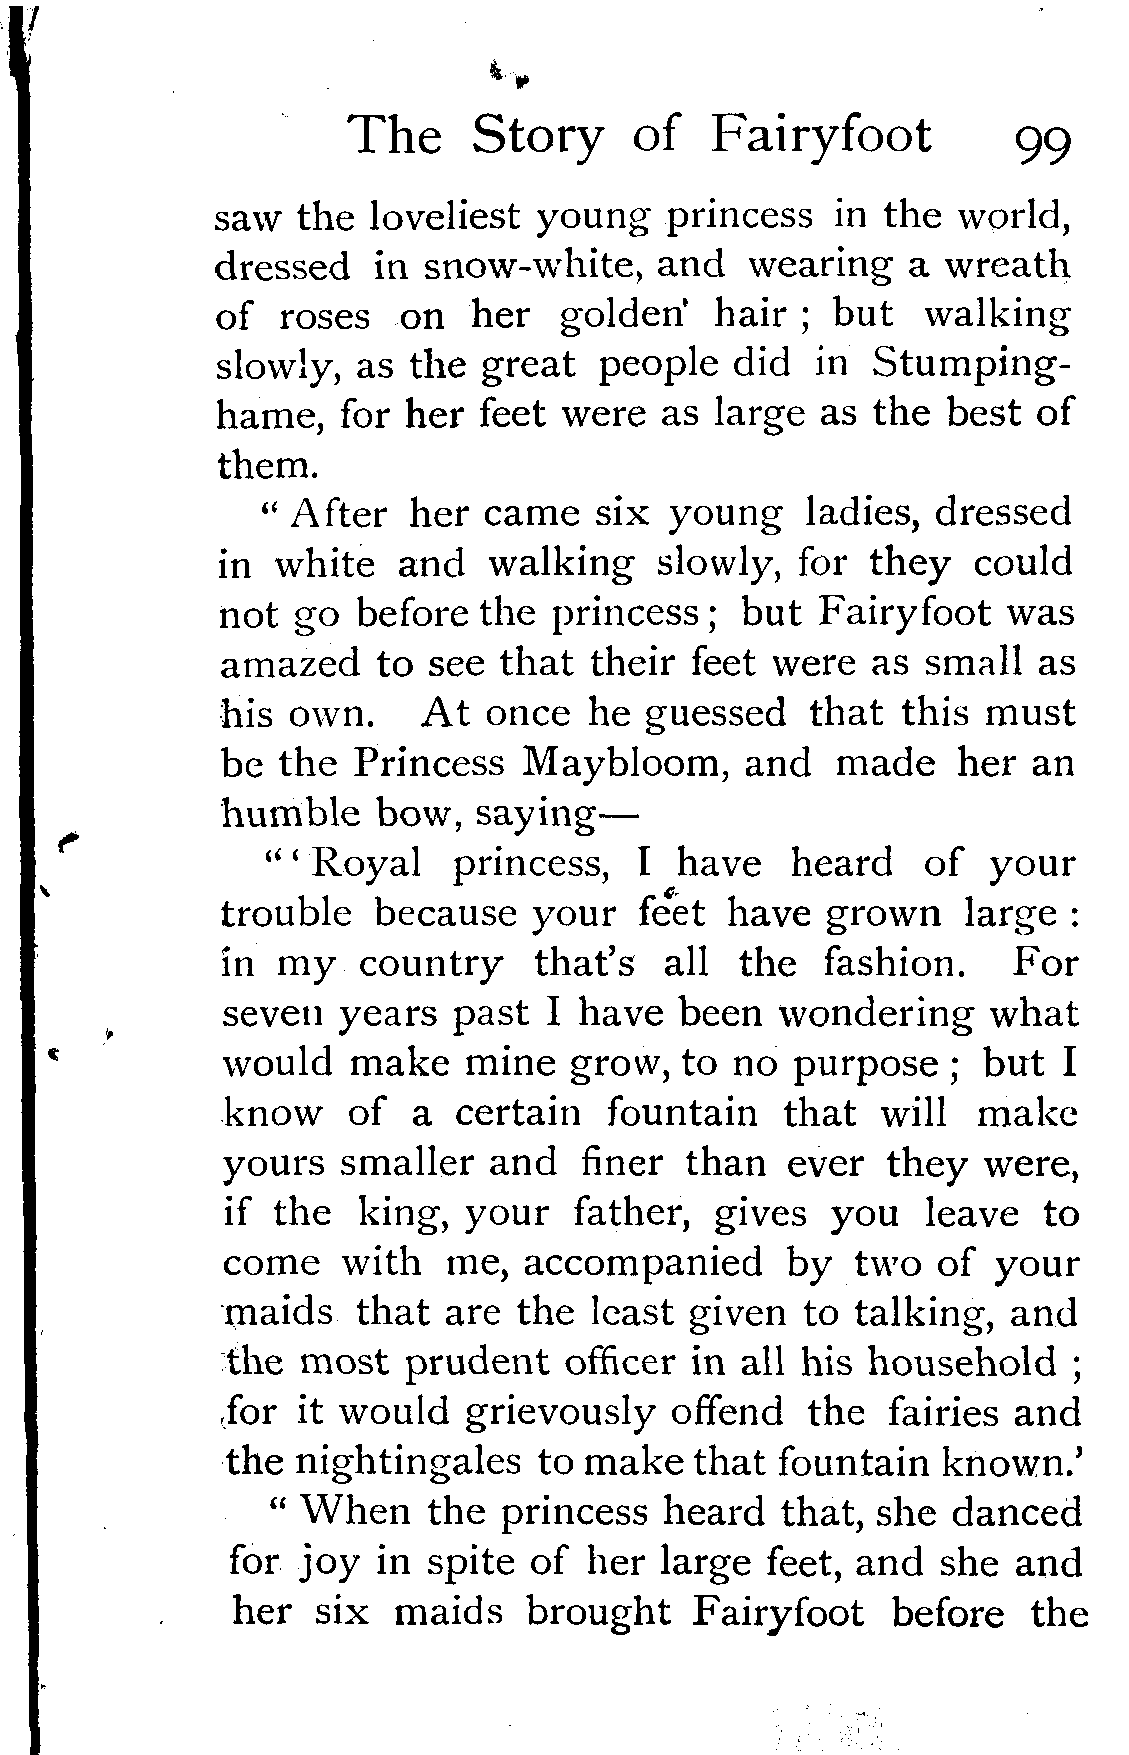 The Story of Fairyfoot 99
saw the loveliest young princess in the world,
dressed in snow-white, and wearing a wreath
of roses on her golden hair ; but walking
slowly, as the great people did in Stumping-
hame, for her feet were as large as the best of
them.
" After her came six young ladies, dressed
in white and walking slowly, for they could
not go before the princess ; but Fairyfoot was
amazed to see that their feet were as small as
his own. At once he guessed that this must
be the Princess Maybloom, and made her an
humble bow, saying—
" ' Royal princess, I have heard of your
trouble because your feet have grown large :
in my country that's all the fashion. For
seven years past I have been wondering what
would make mine grow, to no purpose ; but I
know of a certain fountain that will make
yours smaller and finer than ever they were,
if the king, your father, gives you leave to
come with me, accompanied by two of your
maids that are the least given to talking, and
the most prudent officer in all his household ;
for it would grievously offend the fairies and
the nightingales to make that fountain known.'
" When the princess heard that, she danced
for joy in spite of her large feet, and she and
her six maids brought Fairyfoot before the